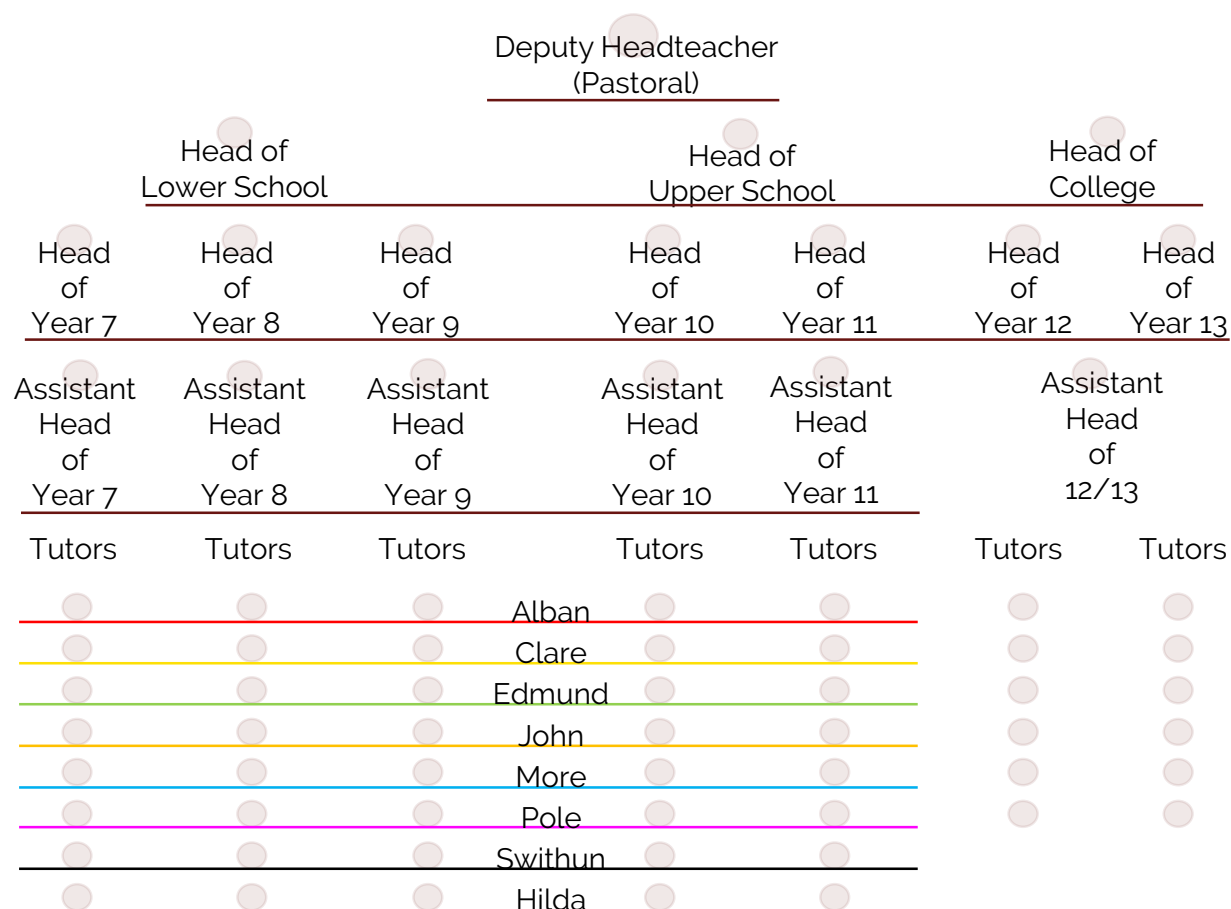 Deputy Headteacher
(Pastoral)
Head of
Lower School
Head of
Upper School
Head of
College
Head
of
Year 7
Head
of
Year 8
Head
of
Year 9
Head
of
Year 10
Head
of
Year 11
Head
of
Year 12
Head
of
Year 13
Assistant
Head
of
Year 7
Assistant
Head
of
Year 8
Assistant
Head
of
Year 9
Assistant
Head
of
Year 10
Assistant
Head
of
Year 11
Assistant
Head
of
12/13
Tutors
Tutors
Tutors
Tutors
Tutors
Tutors
Tutors
Alban
Clare
Edmund
John
More
Pole
Swithun
Hilda